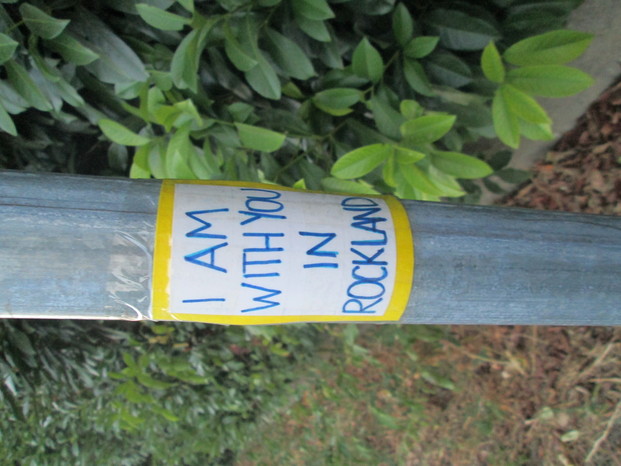 I AM
WITH YOU
IN
ROCKLAND